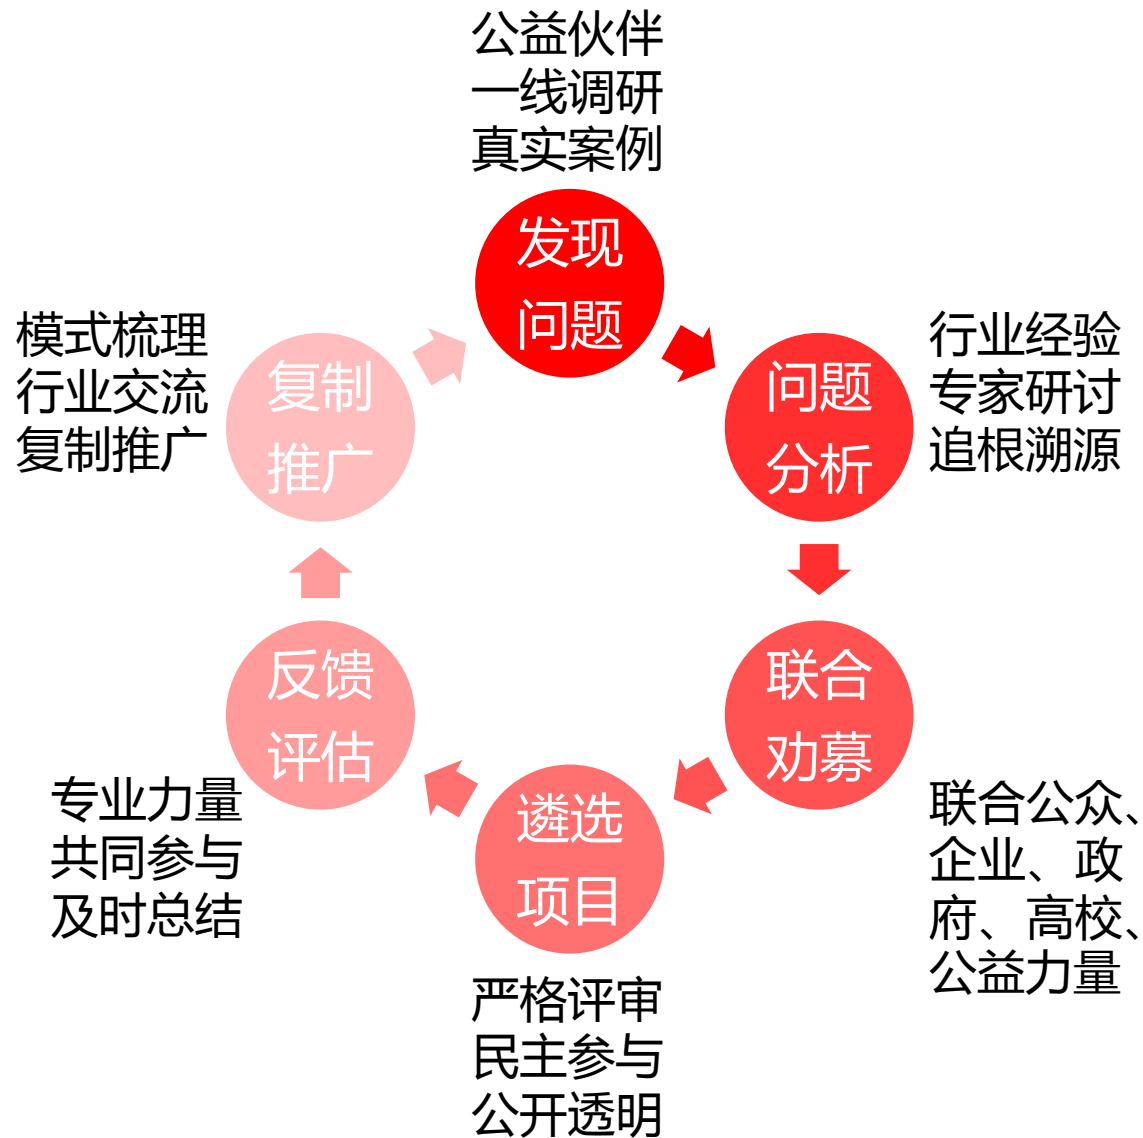 公益伙伴
一线调研
真实案例
发现
问题
行业经验
专家研讨
追根溯源
问题
分析
联合
劝募
联合公众、
企业、政
府、高校、
公益力量
遴选
项目
严格评审
民主参与
公开透明
反馈
评估
专业力量
共同参与
及时总结
复制
推广
模式梳理
行业交流
复制推广